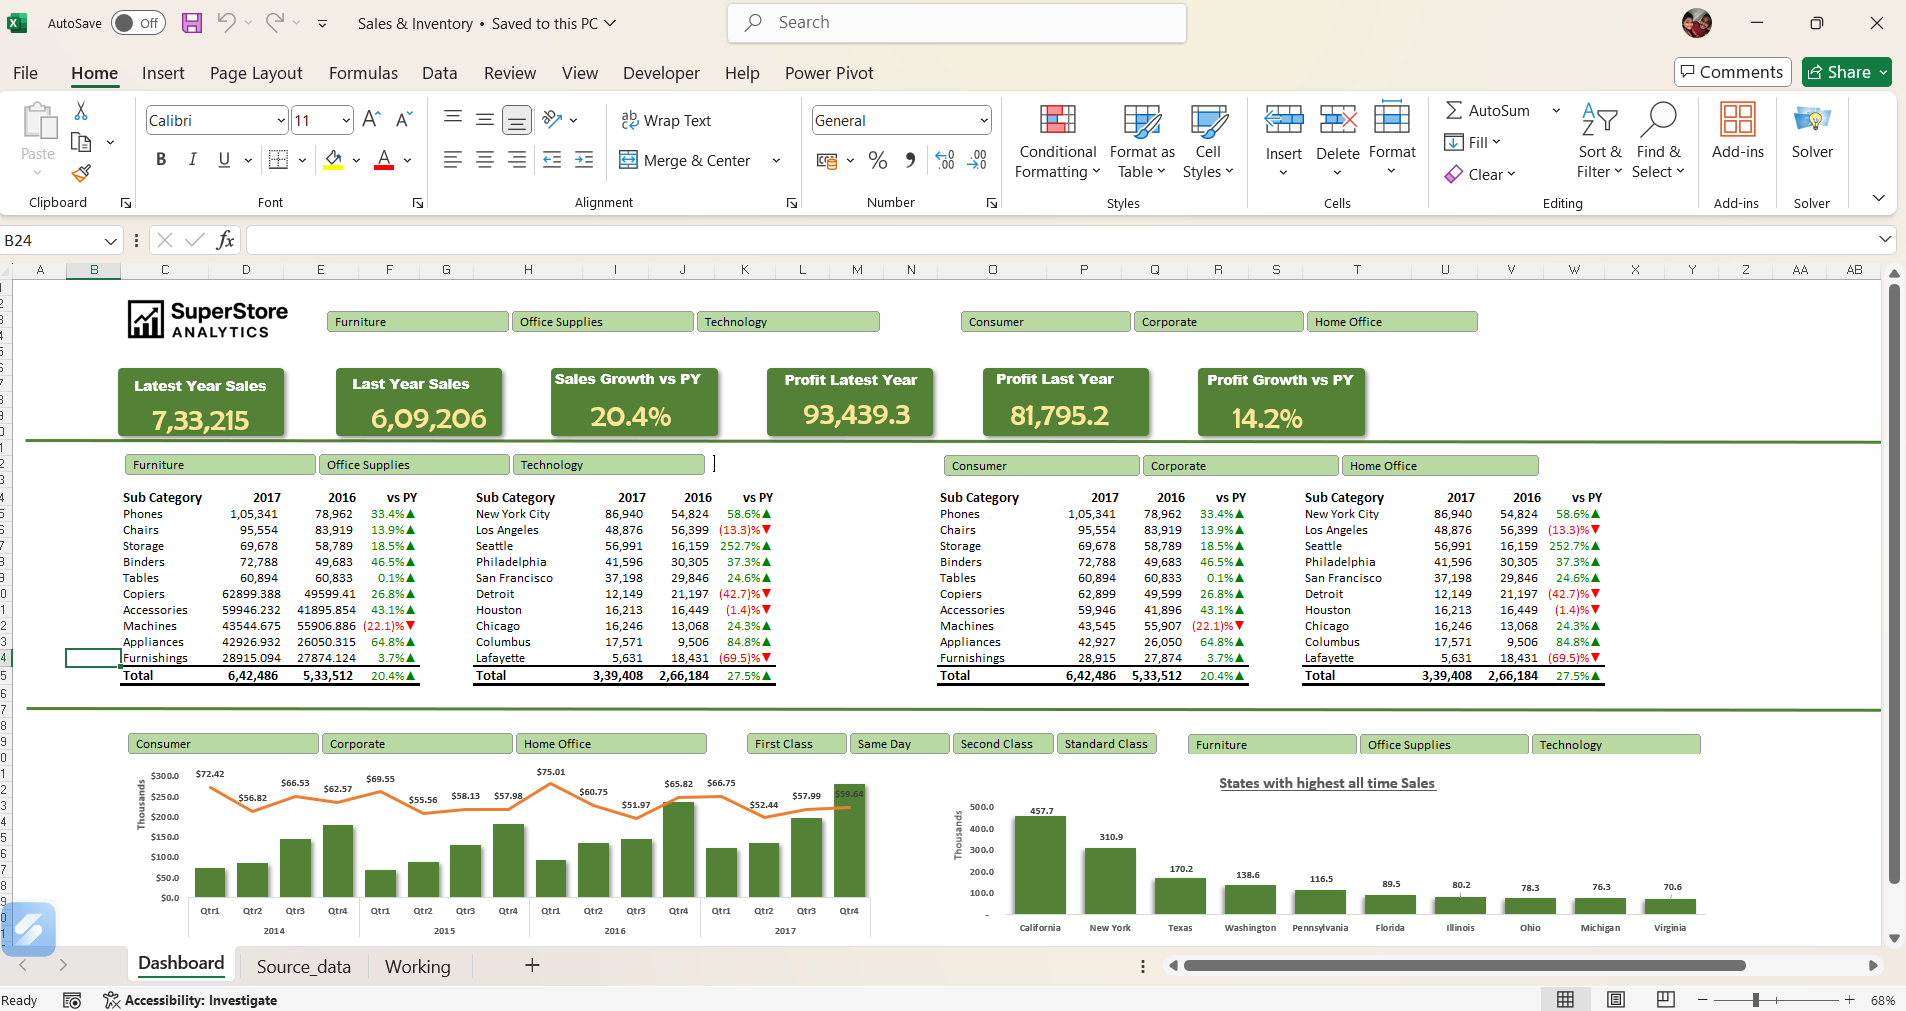 AutoSave Off Sales & Inventory • Saved to this PC Search
File Home Insert Page Layout Formulas Data Review View Developer Help Power Pivot Comments Share
Paste Calibri 11 Wrap Text General Conditional Formatting Format as Table Cell Styles Insert Delete Format AutoSum Sort & Filter Find & Select Add-ins Solver
B I U A Merge & Center % Fill
Clear
Clipboard Font Alignment Number Styles Cells Editing Add-ins Solver
B24 fx
A B C D E F G H I J K L M N O P Q R S T U V W X Y Z AA AB
SuperStore
ANALYTICS
Furniture Office Supplies Technology Consumer Corporate Home Office
Latest Year Sales Last Year Sales Sales Growth vs PY Profit Latest Year Profit Last Year Profit Growth vs PY
7,33,215 6,09,206 20.4% 93,439.3 81,795.2 14.2%
Furniture Office Supplies Technology Consumer Corporate Home Office
Sub Category 2017 2016 vs PY Sub Category 2017 2016 vs PY Sub Category 2017 2016 vs PY Sub Category 2017 2016 vs PY
Phones 1,05,341 78,962 33.4%▲ New York City 86,940 54,824 58.6%▲ Phones 1,05,341 78,962 33.4%▲ New York City 86,940 54,824 58.6%▲
Chairs 95,554 83,919 13.9%▲ Los Angeles 48,876 56,399 (13.3)%▼ Chairs 95,554 83,919 13.9%▲ Los Angeles 48,876 56,399 (13.3)%▼
Storage 69,678 58,789 18.5%▲ Seattle 56,991 16,159 252.7%▲ Storage 69,678 58,789 18.5%▲ Seattle 56,991 16,159 252.7%▲
Binders 72,788 49,683 46.5%▲ Philadelphia 41,596 30,305 37.3%▲ Binders 72,788 49,683 46.5%▲ Philadelphia 41,596 30,305 37.3%▲
Tables 60,894 60,833 0.1%▲ San Francisco 37,198 29,846 24.6%▲ Tables 60,894 60,833 0.1%▲ San Francisco 37,198 29,846 24.6%▲
Copiers 62899.388 49599.41 26.8%▲ Detroit 12,149 21,197 (42.7)%▼ Copiers 62,899 49,599 26.8%▲ Detroit 12,149 21,197 (42.7)%▼
Accessories 59946.232 41895.854 43.1%▲ Houston 16,213 16,449 (1.4)%▼ Accessories 59,946 41,896 43.1%▲ Houston 16,213 16,449 (1.4)%▼
Machines 43544.675 55906.886 (22.1)%▼ Chicago 16,246 13,068 24.3%▲ Machines 43,545 55,907 (22.1)%▼ Chicago 16,246 13,068 24.3%▲
Appliances 42926.932 26050.315 64.8%▲ Columbus 17,571 9,506 84.8%▲ Appliances 42,927 26,050 64.8%▲ Columbus 17,571 9,506 84.8%▲
Furnishings 28915.094 27874.124 3.7%▲ Lafayette 5,631 18,431 (69.5)%▼ Furnishings 28,915 27,874 3.7%▲ Lafayette 5,631 18,431 (69.5)%▼
Total 6,42,486 5,33,512 20.4%▲ Total 3,39,408 2,66,184 27.5%▲ Total 6,42,486 5,33,512 20.4%▲ Total 3,39,408 2,66,184 27.5%▲
Consumer Corporate Home Office First Class Same Day Second Class Standard Class Furniture Office Supplies Technology
Thousands
$300.0
$250.0
$200.0
$150.0
$100.0
$50.0
$0.0
$72.42 $56.82 $66.53 $62.57 $69.55 $55.56 $58.13 $57.98 $75.01 $60.75 $51.97 $65.82 $66.75 $52.44 $57.99 $59.64
Qtr1 Qtr2 Qtr3 Qtr4 Qtr1 Qtr2 Qtr3 Qtr4 Qtr1 Qtr2 Qtr3 Qtr4 Qtr1 Qtr2 Qtr3 Qtr4
2014 2015 2016 2017
States with highest all time Sales
Thousands
500.0
400.0
300.0
200.0
100.0
-
457.7 310.9 170.2 138.6 116.5 89.5 80.2 78.3 76.3 70.6
California New York Texas Washington Pennsylvania Florida Illinois Ohio Michigan Virginia
Dashboard Source_data Working
Ready Accessibility: Investigate 68%